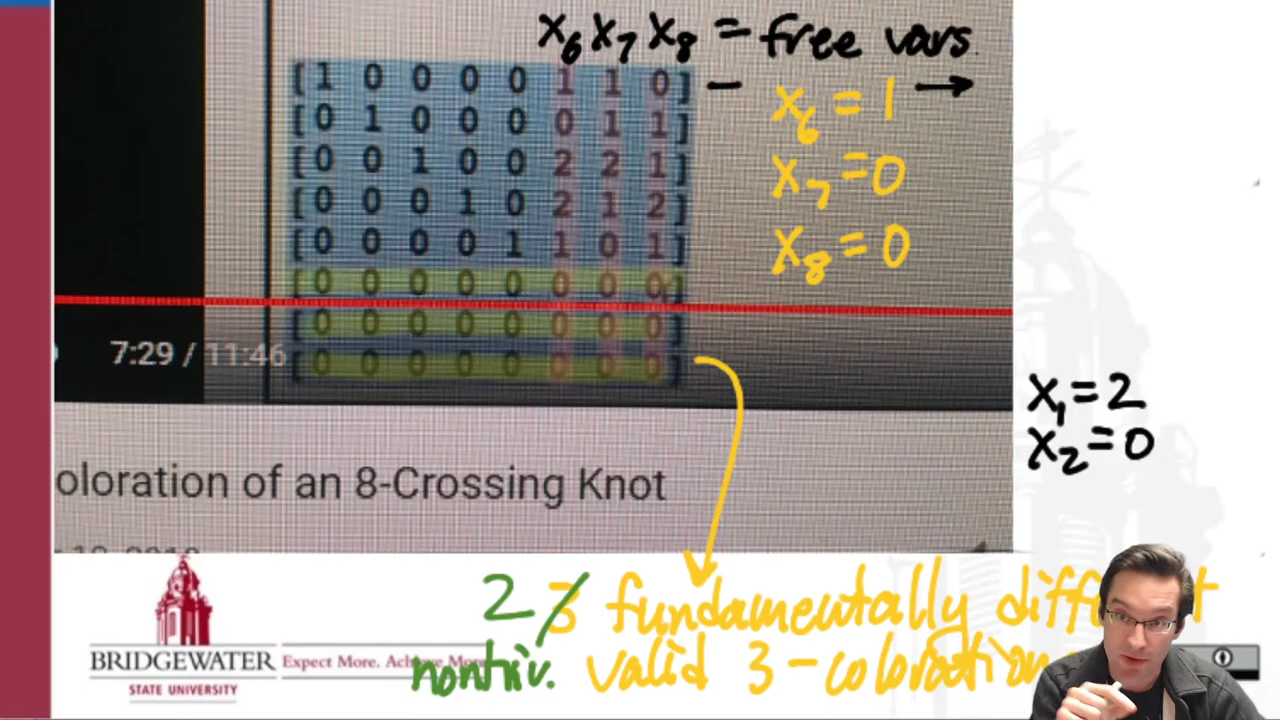 x₆ x₇ x₈ = free vars.
[1 0 0 0 0 1 1 0] – x₆ = 1 →
[0 1 0 0 0 0 1 1]
[0 0 1 0 0 2 2 1] x₇ = 0
[0 0 0 1 0 2 1 2]
[0 0 0 0 1 1 0 1] x₈ = 0
[0 0 0 0 0 0 0 0]
[0 0 0 0 0 0 0 0]
7:29 / 11:46
[0 0 0 0 0 0 0 0]
x₁ = 2
x₂ = 0
oloration of an 8-Crossing Knot
2 3 fundamentally
nontriv. valid 3-coloration
BRIDGEWATER
STATE UNIVERSITY
Expect More.